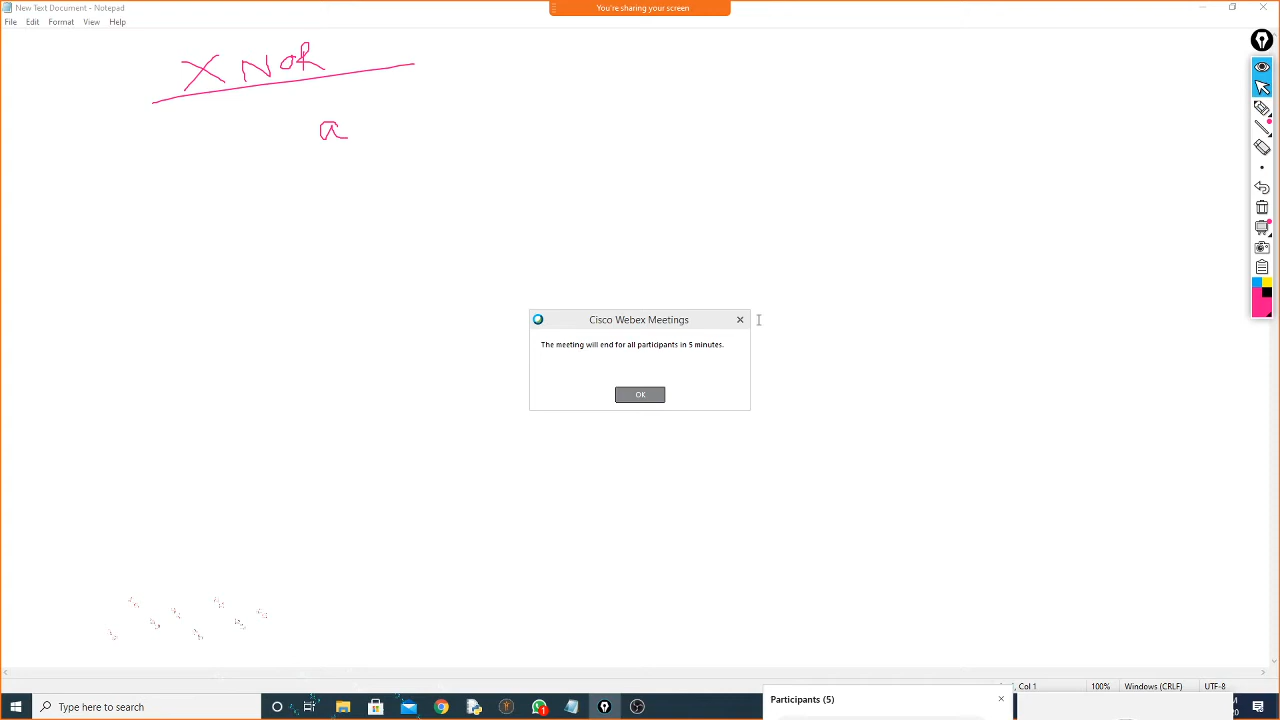 New Text Document - Notepad
You're sharing your screen
File Edit Format View Help
X NOR
a
Cisco Webex Meetings
The meeting will end for all participants in 5 minutes.
OK
, Col 1 100% Windows (CRLF) UTF-8
Type here to search
1
Participants (5)